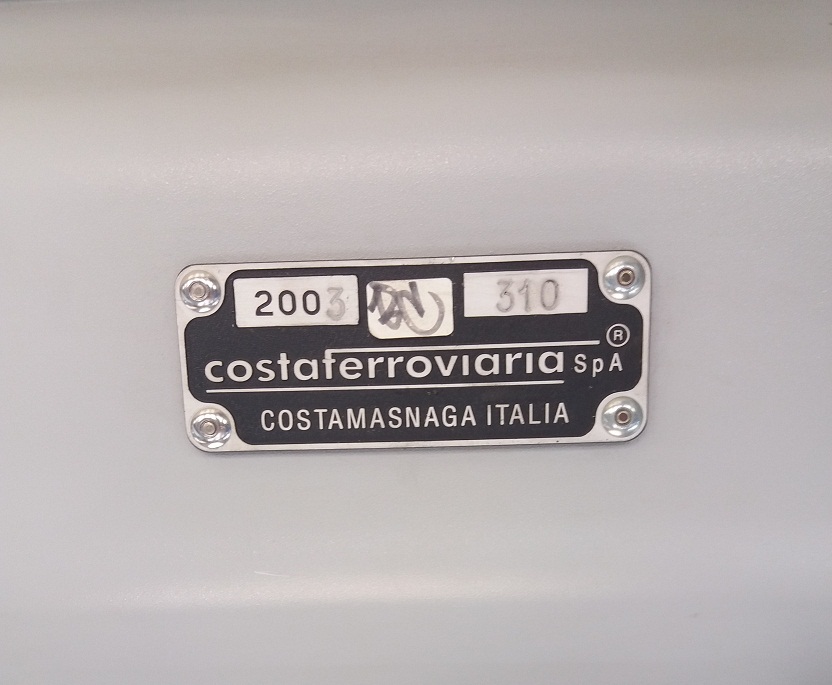 2003 310
costaferroviaria SpA ®
COSTAMASNAGA ITALIA